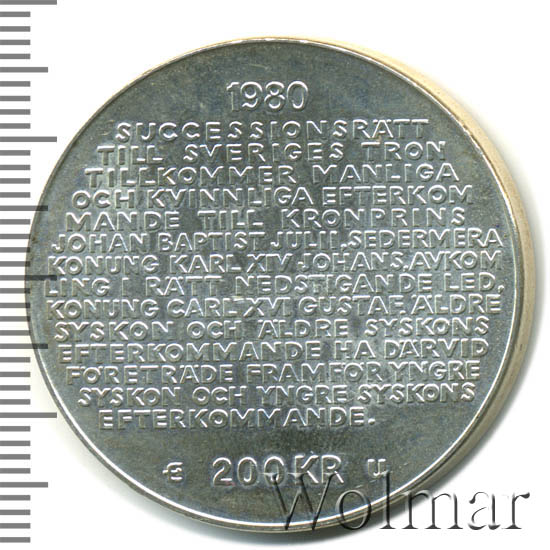 1980
SUCCESSIONSRÄTT
TILL SVERIGES TRON
TILLKOMMER MANLIGA
OCH KVINNLIGA EFTERKOM
MANDE TILL KRONPRINS
JOHAN BAPTIST JULII, SEDERMERA
KONUNG KARL XIV JOHANS, AVKOM
LING I RÄTT NEDSTIGANDE LED,
KONUNG CARL XVI GUSTAF. ÄLDRE
SYSKON OCH ÄLDRE SYSKONS
EFTERKOMMANDE HA DÄRVID
FÖRETRÄDE FRAMFÖR YNGRE
SYSKON OCH YNGRE SYSKONS
EFTERKOMMANDE.
200 KR U
Wolmar